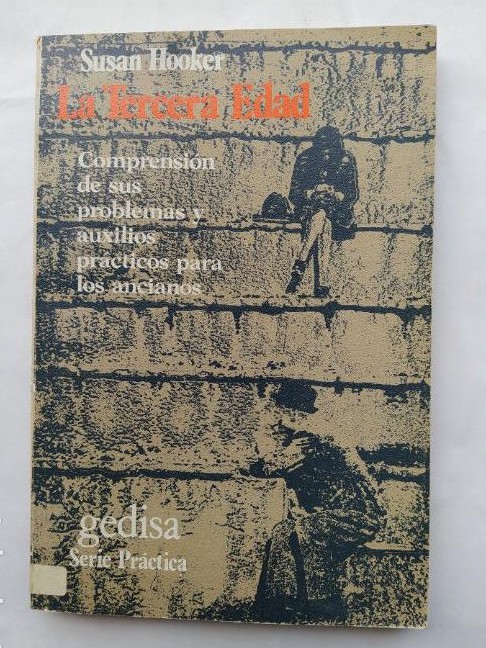 Susan Hooker
La Tercera Edad
Comprensión
de sus
problemas y
auxilios
prácticos para
los ancianos
gedisa
Serie Práctica